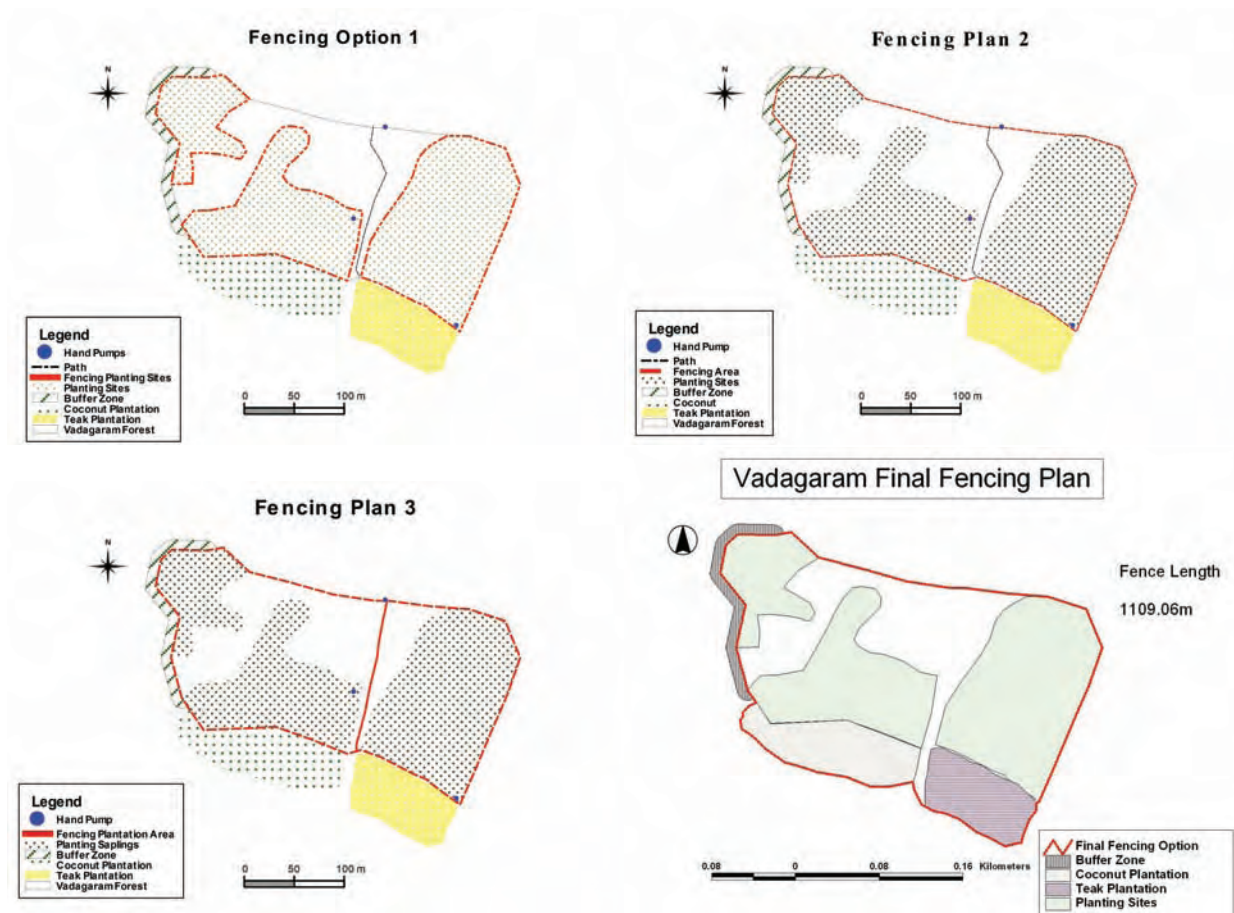 Fencing Option 1
N
Legend
Hand Pumps
Path
Fencing Planting Sites
Planting Sites
Buffer Zone
Coconut Plantation
Teak Plantation
Vadagaram Forest
0 50 100 m
Fencing Plan 2
N
Legend
Hand Pump
Path
Fencing Area
Planting Sites
Buffer Zone
Coconut
Teak Plantation
Vadagaram Forest
0 50 100 m
Fencing Plan 3
N
Legend
Hand Pump
Fencing Plantation Area
Planting Saplings
Buffer Zone
Coconut Plantation
Teak Plantation
Vadagaram Forest
0 50 100 m
Vadagaram Final Fencing Plan
Fence Length
1109.06m
0.08 0 0.08 0.16 Kilometers
Final Fencing Option
Buffer Zone
Coconut Plantation
Teak Plantation
Planting Sites